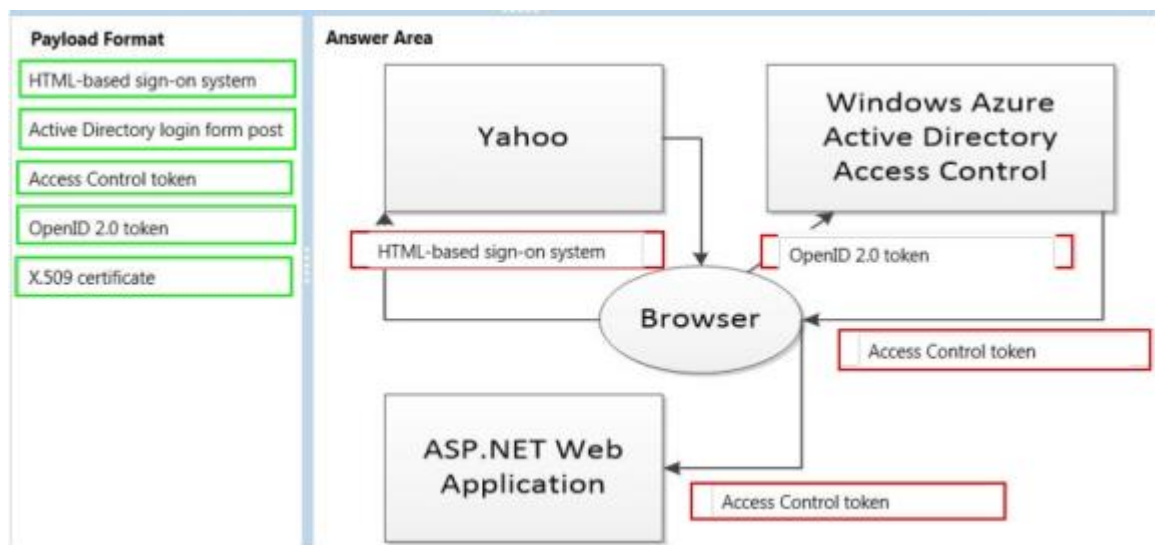 Payload Format
HTML-based sign-on system
Active Directory login form post
Access Control token
OpenID 2.0 token
X.509 certificate
Answer Area
Yahoo
Windows Azure
Active Directory
Access Control
HTML-based sign-on system
OpenID 2.0 token
Browser
Access Control token
ASP.NET Web
Application
Access Control token